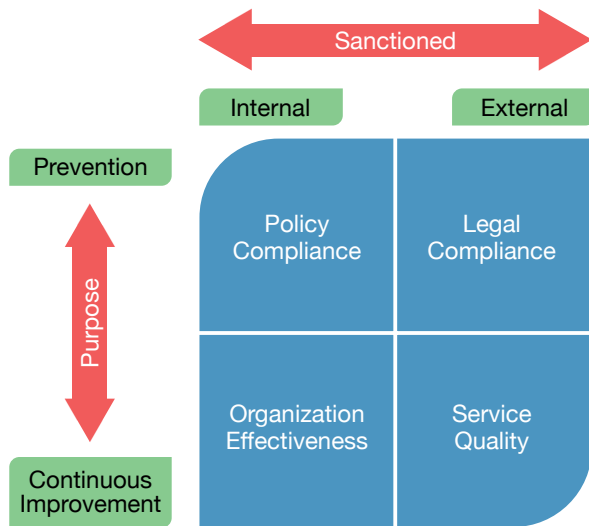 Sanctioned
Internal
External
Prevention
Policy
Compliance
Legal
Compliance
Purpose
Organization
Effectiveness
Service
Quality
Continuous
Improvement